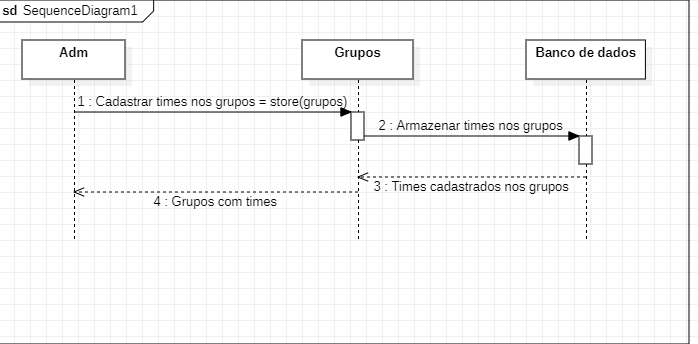 sd SequenceDiagram1
Adm
Grupos
Banco de dados
1 : Cadastrar times nos grupos = store(grupos)
2 : Armazenar times nos grupos
3 : Times cadastrados nos grupos
4 : Grupos com times